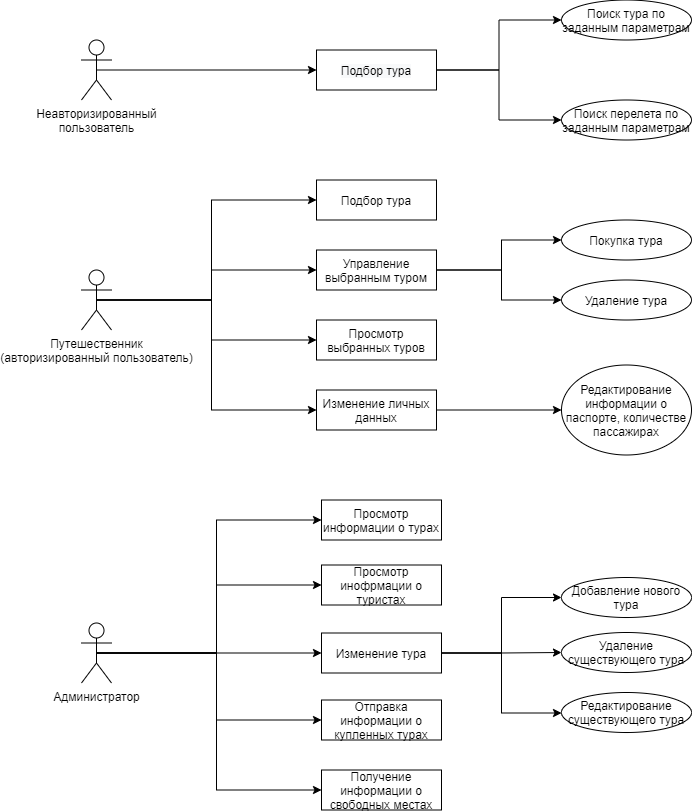 Поиск тура по
заданным параметрам
Подбор тура
Неавторизированный
пользователь
Поиск перелета по
заданным параметрам
Подбор тура
Управление
выбранным туром
Покупка тура
Удаление тура
Путешественник
(авторизированный пользователь)
Просмотр
выбранных туров
Изменение личных
данных
Редактирование
информации о
паспорте, количестве
пассажирах
Просмотр
информации о турах
Просмотр
инофрмации о
туристах
Добавление нового
тура
Изменение тура
Удаление
существующего тура
Администратор
Отправка
информации о
купленных турах
Редактирование
существующего тура
Получение
информации о
свободных местах